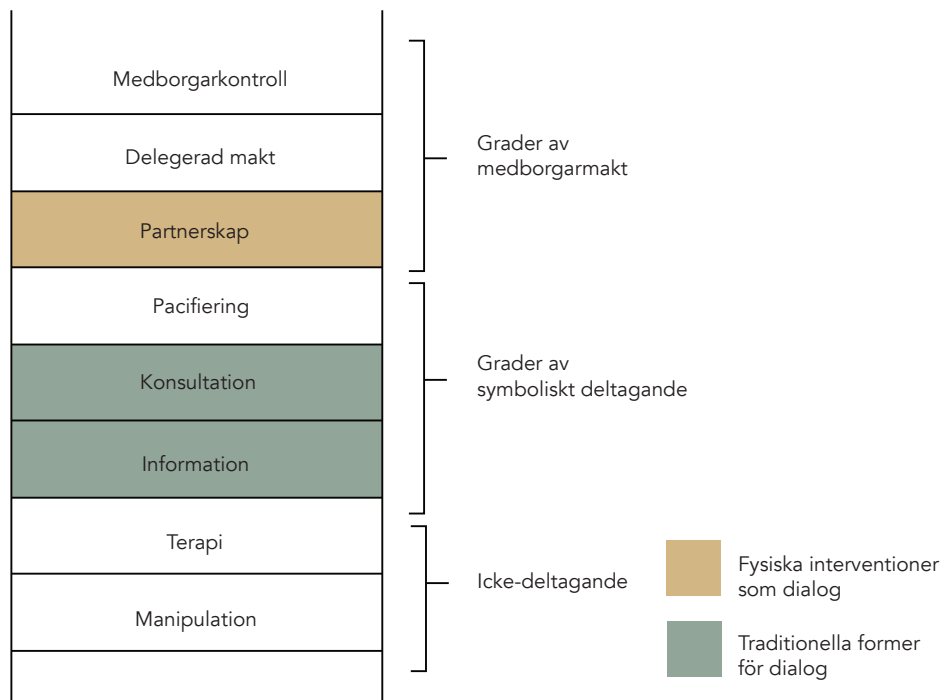 Medborgarkontroll
Delegerad makt
Partnerskap
Pacifiering
Konsultation
Information
Terapi
Manipulation
Grader av
medborgarmakt
Grader av
symboliskt deltagande
Icke-deltagande
Fysiska interventioner
som dialog
Traditionella former
för dialog